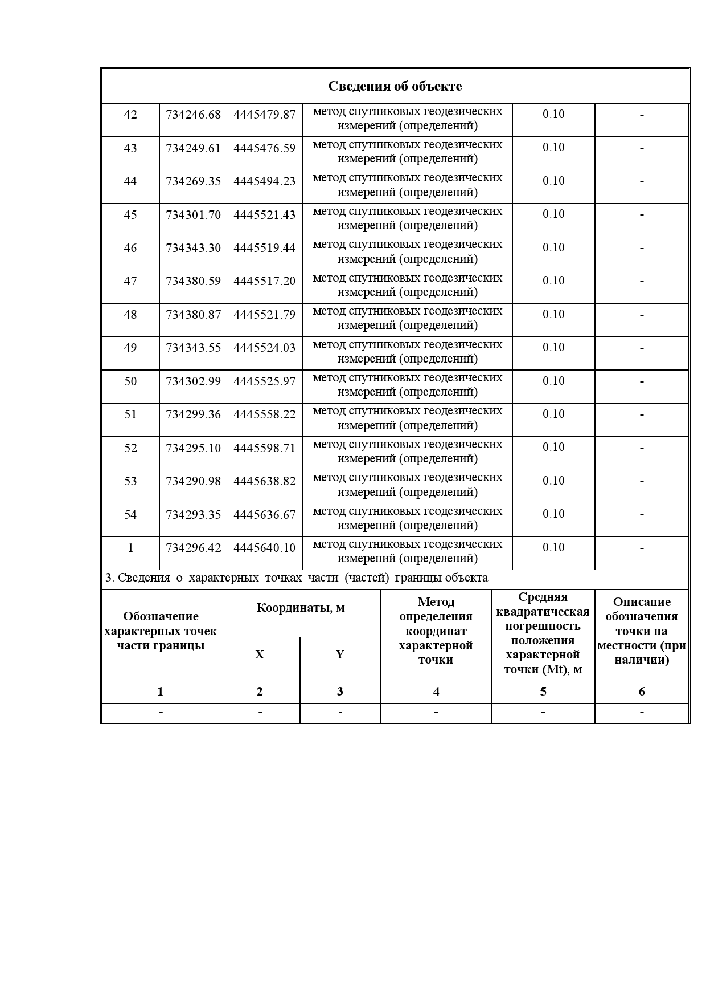 Сведения об объекте
42 734246.68 4445479.87 метод спутниковых геодезических измерений (определений) 0.10 -
43 734249.61 4445476.59 метод спутниковых геодезических измерений (определений) 0.10 -
44 734269.35 4445494.23 метод спутниковых геодезических измерений (определений) 0.10 -
45 734301.70 4445521.43 метод спутниковых геодезических измерений (определений) 0.10 -
46 734343.30 4445519.44 метод спутниковых геодезических измерений (определений) 0.10 -
47 734380.59 4445517.20 метод спутниковых геодезических измерений (определений) 0.10 -
48 734380.87 4445521.79 метод спутниковых геодезических измерений (определений) 0.10 -
49 734343.55 4445524.03 метод спутниковых геодезических измерений (определений) 0.10 -
50 734302.99 4445525.97 метод спутниковых геодезических измерений (определений) 0.10 -
51 734299.36 4445558.22 метод спутниковых геодезических измерений (определений) 0.10 -
52 734295.10 4445598.71 метод спутниковых геодезических измерений (определений) 0.10 -
53 734290.98 4445638.82 метод спутниковых геодезических измерений (определений) 0.10 -
54 734293.35 4445636.67 метод спутниковых геодезических измерений (определений) 0.10 -
1 734296.42 4445640.10 метод спутниковых геодезических измерений (определений) 0.10 -
3. Сведения о характерных точках части (частей) границы объекта
Обозначение
характерных точек
части границы
Координаты, м
X
Y
Метод
определения
координат
характерной
точки
Средняя
квадратическая
погрешность
положения
характерной
точки (Mt), м
Описание
обозначения
точки на
местности (при
наличии)
1 2 3 4 5 6
- - - - - -